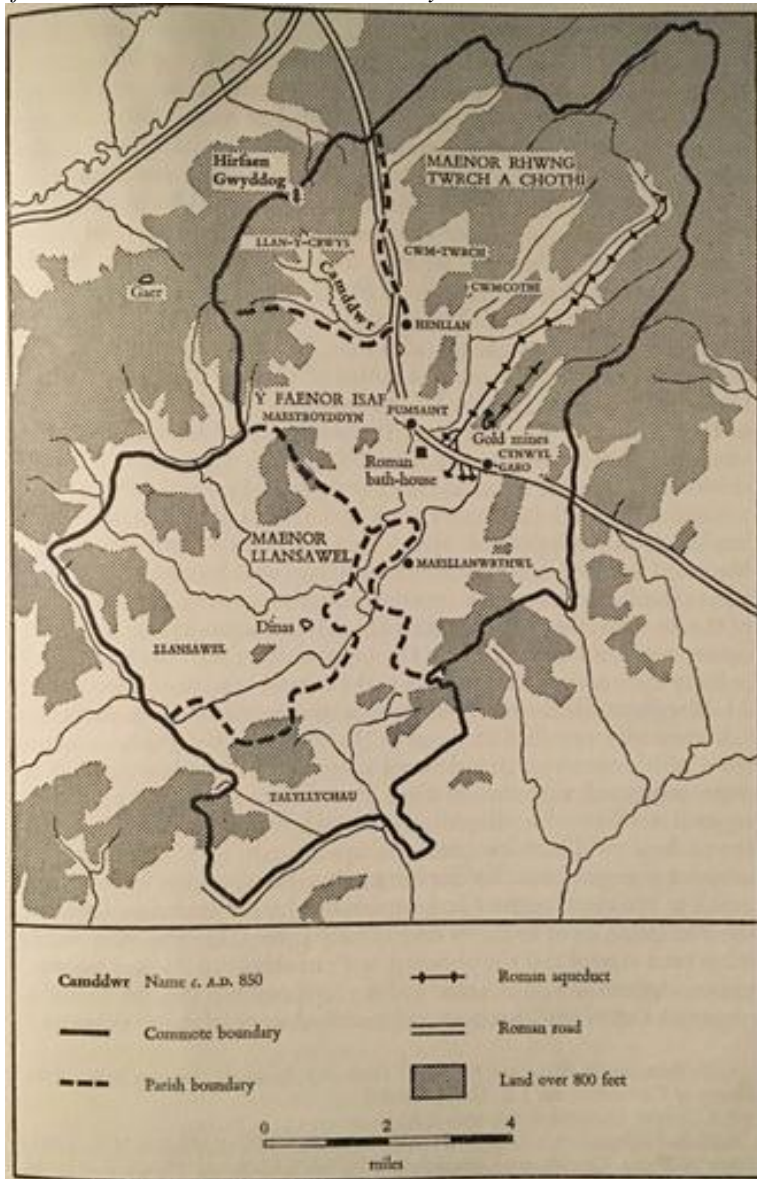 Hirfaen
Gwyddog
MAENOR RHWNG
TWRCH A CHOTHI
LLAN-Y-CRWYS
CWM-TWRCH
Camddwr
CWMCOTHI
Gaer
HENLLAN
Y FAENOR ISAF
MAESTROYDDYN
PUMSAINT
Gold mines
CYNWYL
GAEO
Roman
bath-house
MAENOR
LLANSAWEL
MAESLLANWRTHWL
Dinas
LLANSAWEL
TALYLLYCHAU
Camddwr Name c. A.D. 850
Roman aqueduct
Commote boundary
Roman road
Parish boundary
Land over 800 feet
0 2 4
miles